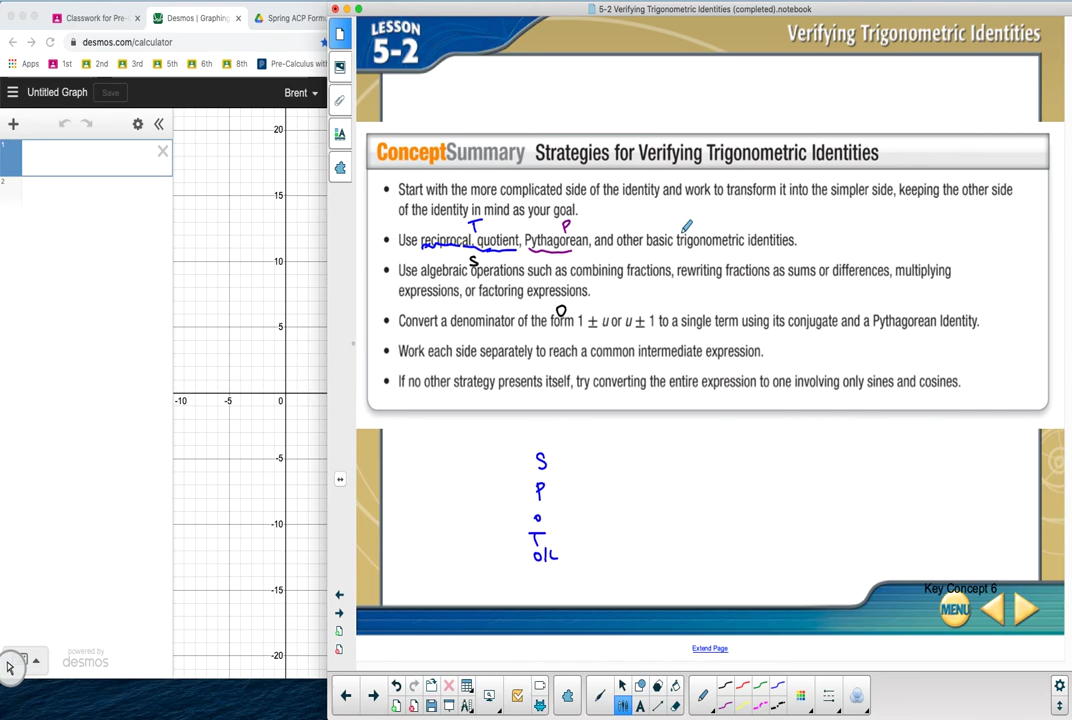 5-2 Verifying Trigonometric Identities (completed).notebook
Classwork for Pre-
Desmos | Graphing
Spring ACP Form
desmos.com/calculator
Apps 1st 2nd 3rd 5th 6th 8th Pre-Calculus with
Untitled Graph Save Brent
1
2
20
15
10
5
-10 -5 0
-5
-10
-15
-20
powered by
desmos
LESSON
5-2
Verifying Trigonometric Identities
ConceptSummary Strategies for Verifying Trigonometric Identities
• Start with the more complicated side of the identity and work to transform it into the simpler side, keeping the other side
of the identity in mind as your goal.
T P
• Use reciprocal, quotient, Pythagorean, and other basic trigonometric identities.
S
• Use algebraic operations such as combining fractions, rewriting fractions as sums or differences, multiplying
expressions, or factoring expressions.
O
• Convert a denominator of the form 1 ± u or u ± 1 to a single term using its conjugate and a Pythagorean Identity.
• Work each side separately to reach a common intermediate expression.
• If no other strategy presents itself, try converting the entire expression to one involving only sines and cosines.
S
P
O
T
Key Concept 6
MENU
Extend Page